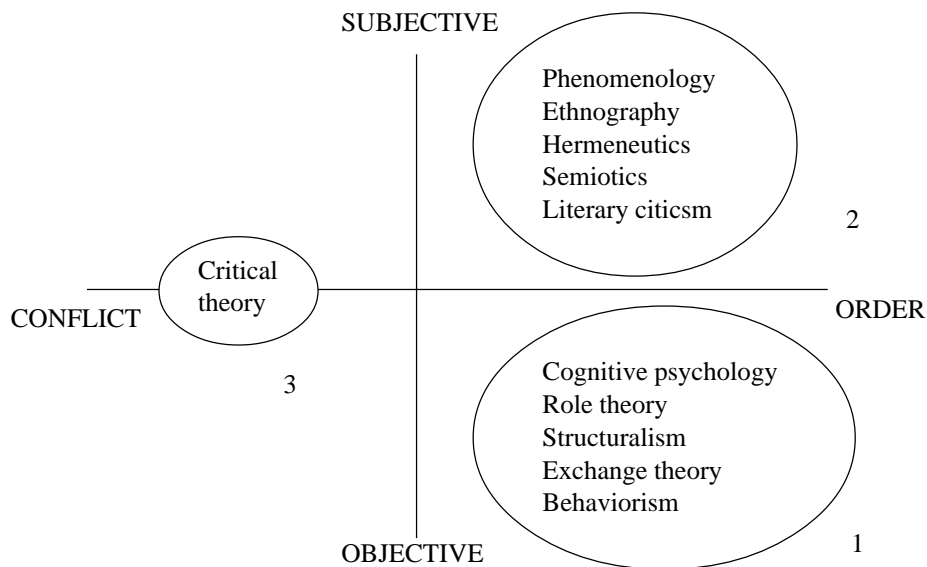 SUBJECTIVE
Phenomenology
Ethnography
Hermeneutics
Semiotics
Literary citicsm
2
Critical
theory
CONFLICT
ORDER
3
Cognitive psychology
Role theory
Structuralism
Exchange theory
Behaviorism
OBJECTIVE
1